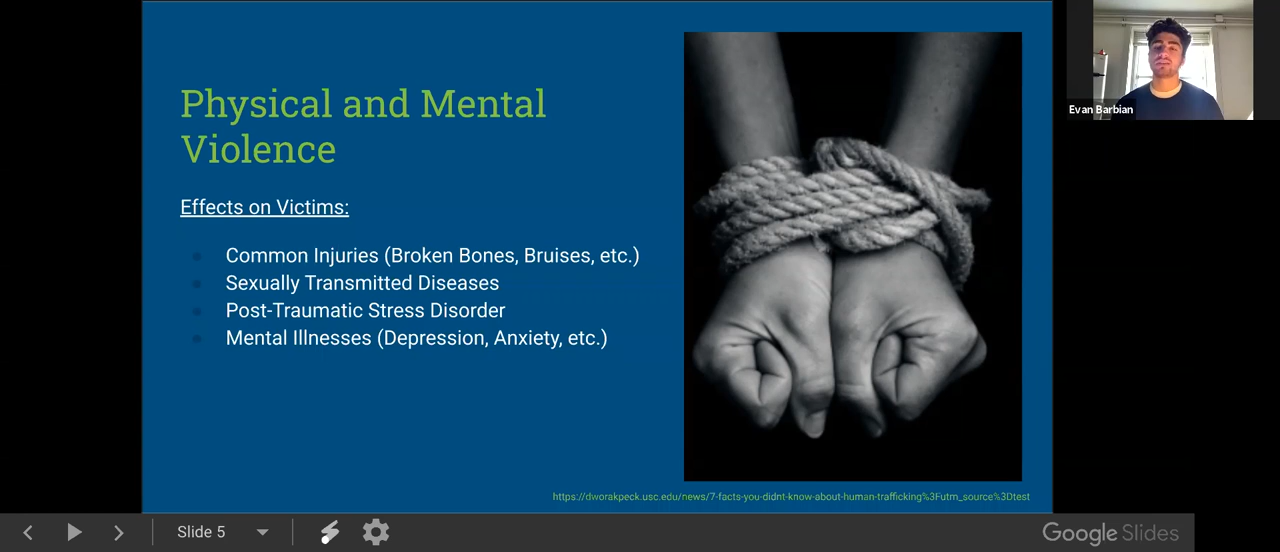 Physical and Mental
Violence
Effects on Victims:
Common Injuries (Broken Bones, Bruises, etc.)
Sexually Transmitted Diseases
Post-Traumatic Stress Disorder
Mental Illnesses (Depression, Anxiety, etc.)
https://dworakpeck.usc.edu/news/7-facts-you-didnt-know-about-human-trafficking%3Futm_source%3Dtest
Evan Barbian
Slide 5
Google Slides